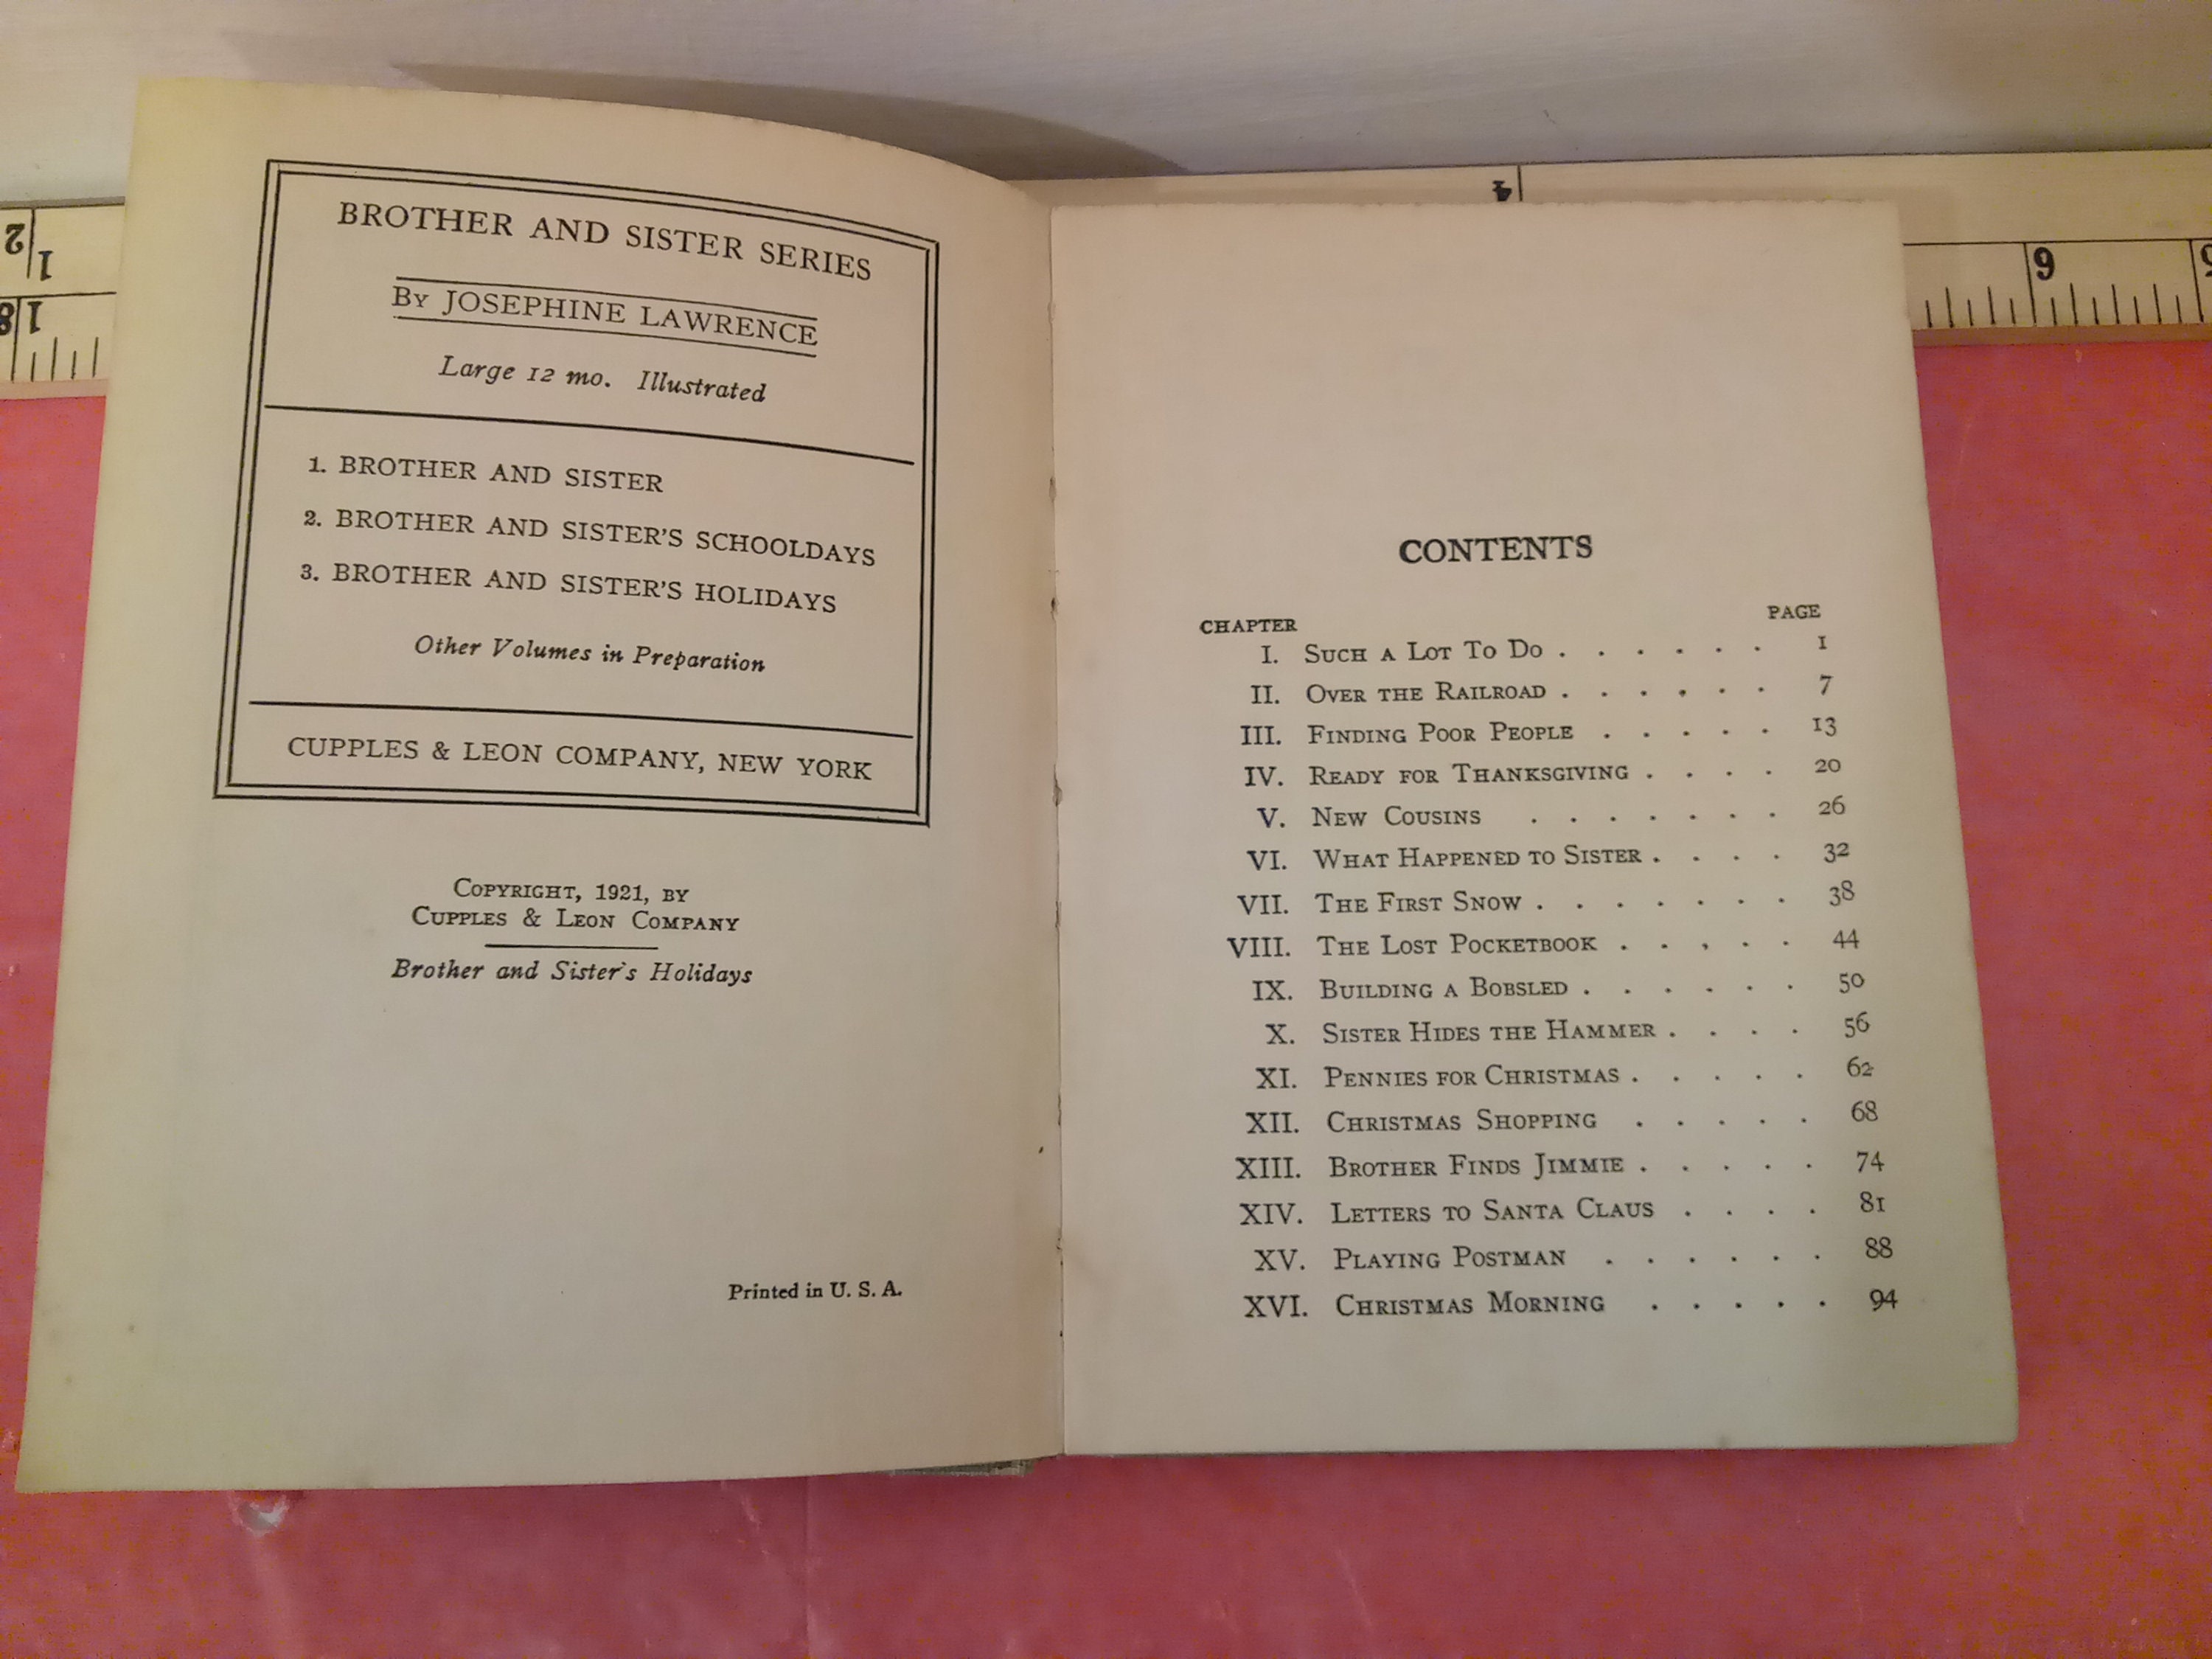 BROTHER AND SISTER SERIES
By JOSEPHINE LAWRENCE
Large 12 mo. Illustrated
1. BROTHER AND SISTER
2. BROTHER AND SISTER'S SCHOOLDAYS
3. BROTHER AND SISTER'S HOLIDAYS
Other Volumes in Preparation
CUPPLES & LEON COMPANY, NEW YORK
Copyright, 1921, by
Cupples & Leon Company
Brother and Sister's Holidays
Printed in U. S. A.
CONTENTS
CHAPTER PAGE
I. Such a Lot To Do . . . . . . 1
II. Over the Railroad . . . . . . 7
III. Finding Poor People . . . . . 13
IV. Ready for Thanksgiving . . . . 20
V. New Cousins . . . . . . . 26
VI. What Happened to Sister . . . . 32
VII. The First Snow . . . . . . . 38
VIII. The Lost Pocketbook . . . . . 44
IX. Building a Bobsled . . . . . . 50
X. Sister Hides the Hammer . . . . 56
XI. Pennies for Christmas . . . . . 62
XII. Christmas Shopping . . . . . 68
XIII. Brother Finds Jimmie . . . . . 74
XIV. Letters to Santa Claus . . . . 81
XV. Playing Postman . . . . . . 88
XVI. Christmas Morning . . . . . 94
2
1
18
4
6